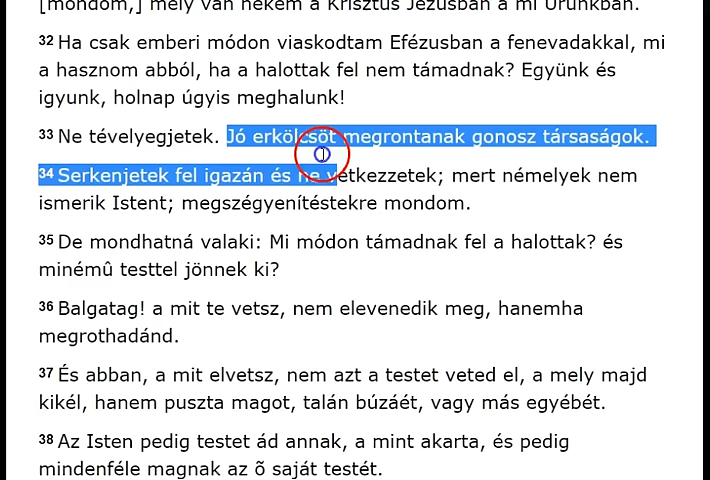 [mondom,] mely van nékem a Krisztus Jézusban a mi Urunkban.
32 Ha csak emberi módon viaskodtam Efézusban a fenevadakkal, mi
a hasznom abból, ha a halottak fel nem támadnak? Együnk és
igyunk, holnap úgyis meghalunk!
33 Ne tévelyegjetek. Jó erkölcsöt megrontanak gonosz társaságok.
34 Serkenjetek fel igazán és ne vétkezzetek; mert némelyek nem
ismerik Istent; megszégyenítéstekre mondom.
35 De mondhatná valaki: Mi módon támadnak fel a halottak? és
minémû testtel jönnek ki?
36 Balgatag! a mit te vetsz, nem elevenedik meg, hanemha
megrothadánd.
37 És abban, a mit elvetsz, nem azt a testet veted el, a mely majd
kikél, hanem puszta magot, talán búzáét, vagy más egyébét.
38 Az Isten pedig testet ád annak, a mint akarta, és pedig
mindenféle magnak az õ saját testét.